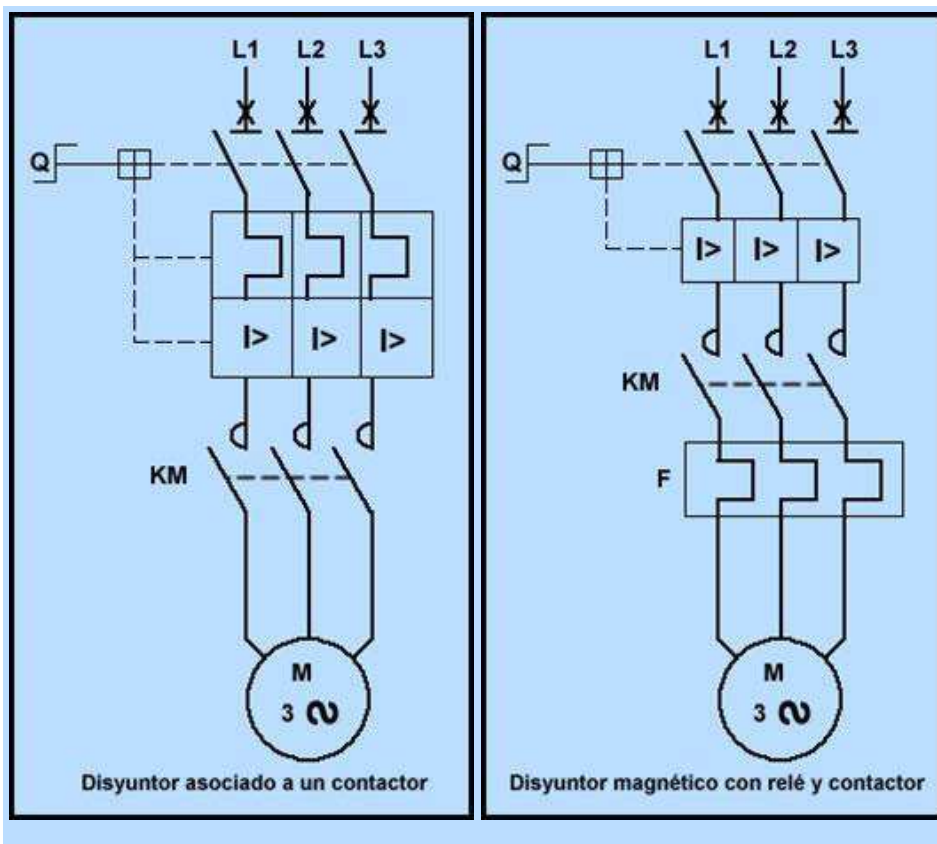 L1 L2 L3
Q
I> I> I>
KM
M
3 ∿
Disyuntor asociado a un contactor
L1 L2 L3
Q
I> I> I>
KM
F
M
3 ∿
Disyuntor magnético con relé y contactor